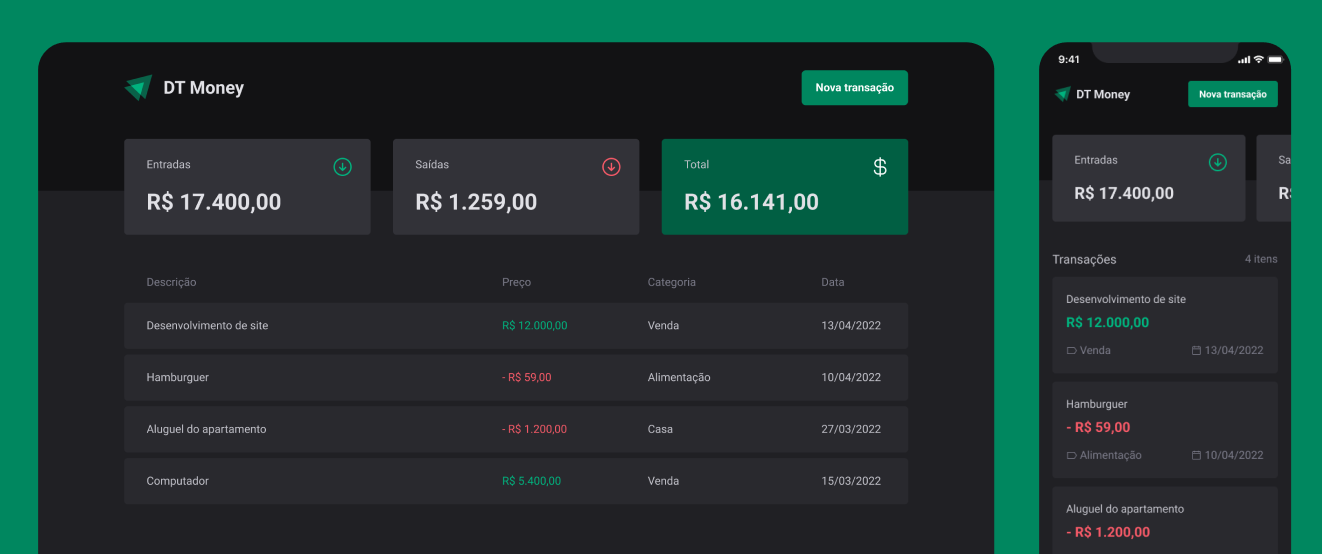 DT Money
Nova transação
Entradas
R$ 17.400,00
Saídas
R$ 1.259,00
Total
$
R$ 16.141,00
Descrição Preço Categoria Data
Desenvolvimento de site R$ 12.000,00 Venda 13/04/2022
Hamburguer - R$ 59,00 Alimentação 10/04/2022
Aluguel do apartamento - R$ 1.200,00 Casa 27/03/2022
Computador R$ 5.400,00 Venda 15/03/2022
9:41
DT Money
Nova transação
Entradas
R$ 17.400,00
Sa
R$
Transações 4 itens
Desenvolvimento de site
R$ 12.000,00
Venda 13/04/2022
Hamburguer
- R$ 59,00
Alimentação 10/04/2022
Aluguel do apartamento
- R$ 1.200,00